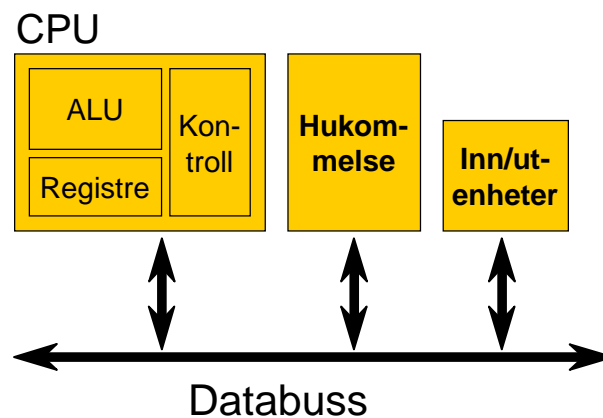 CPU
ALU
Registre
Kon-
troll
Hukom-
melse
Inn/ut-
enheter
Databuss